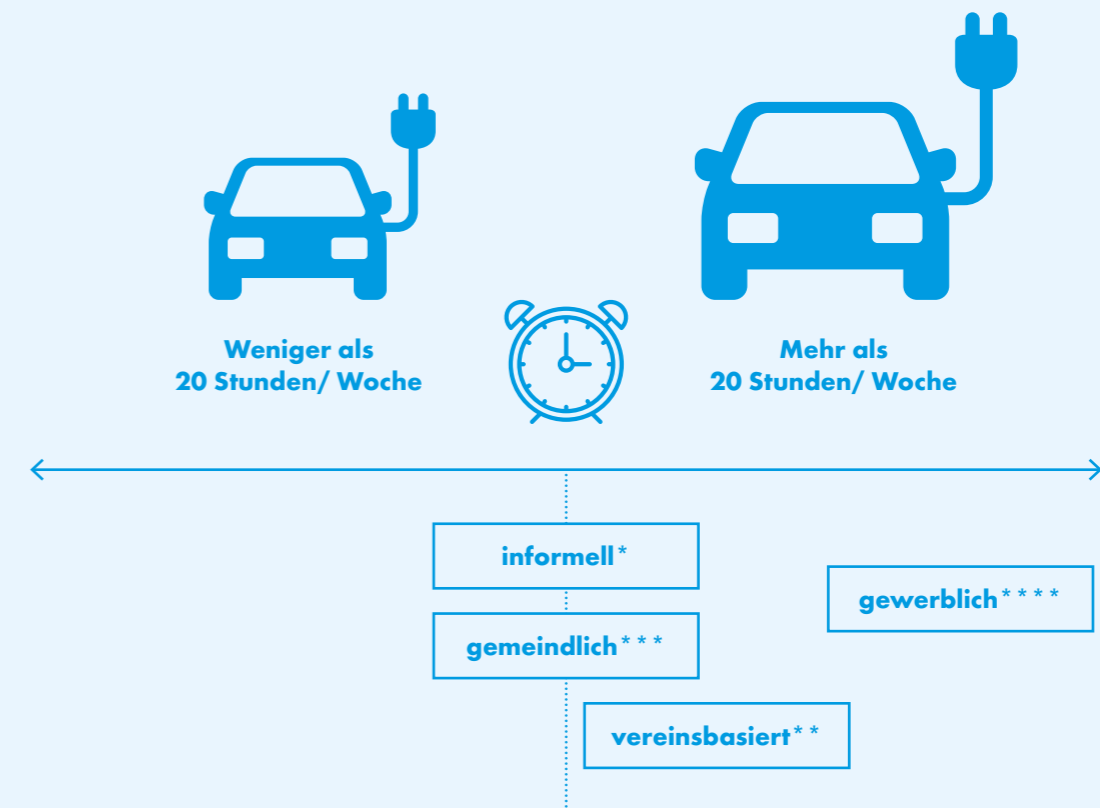 Weniger als
20 Stunden/ Woche
Mehr als
20 Stunden/ Woche
informell*
gewerblich****
gemeindlich***
vereinsbasiert**